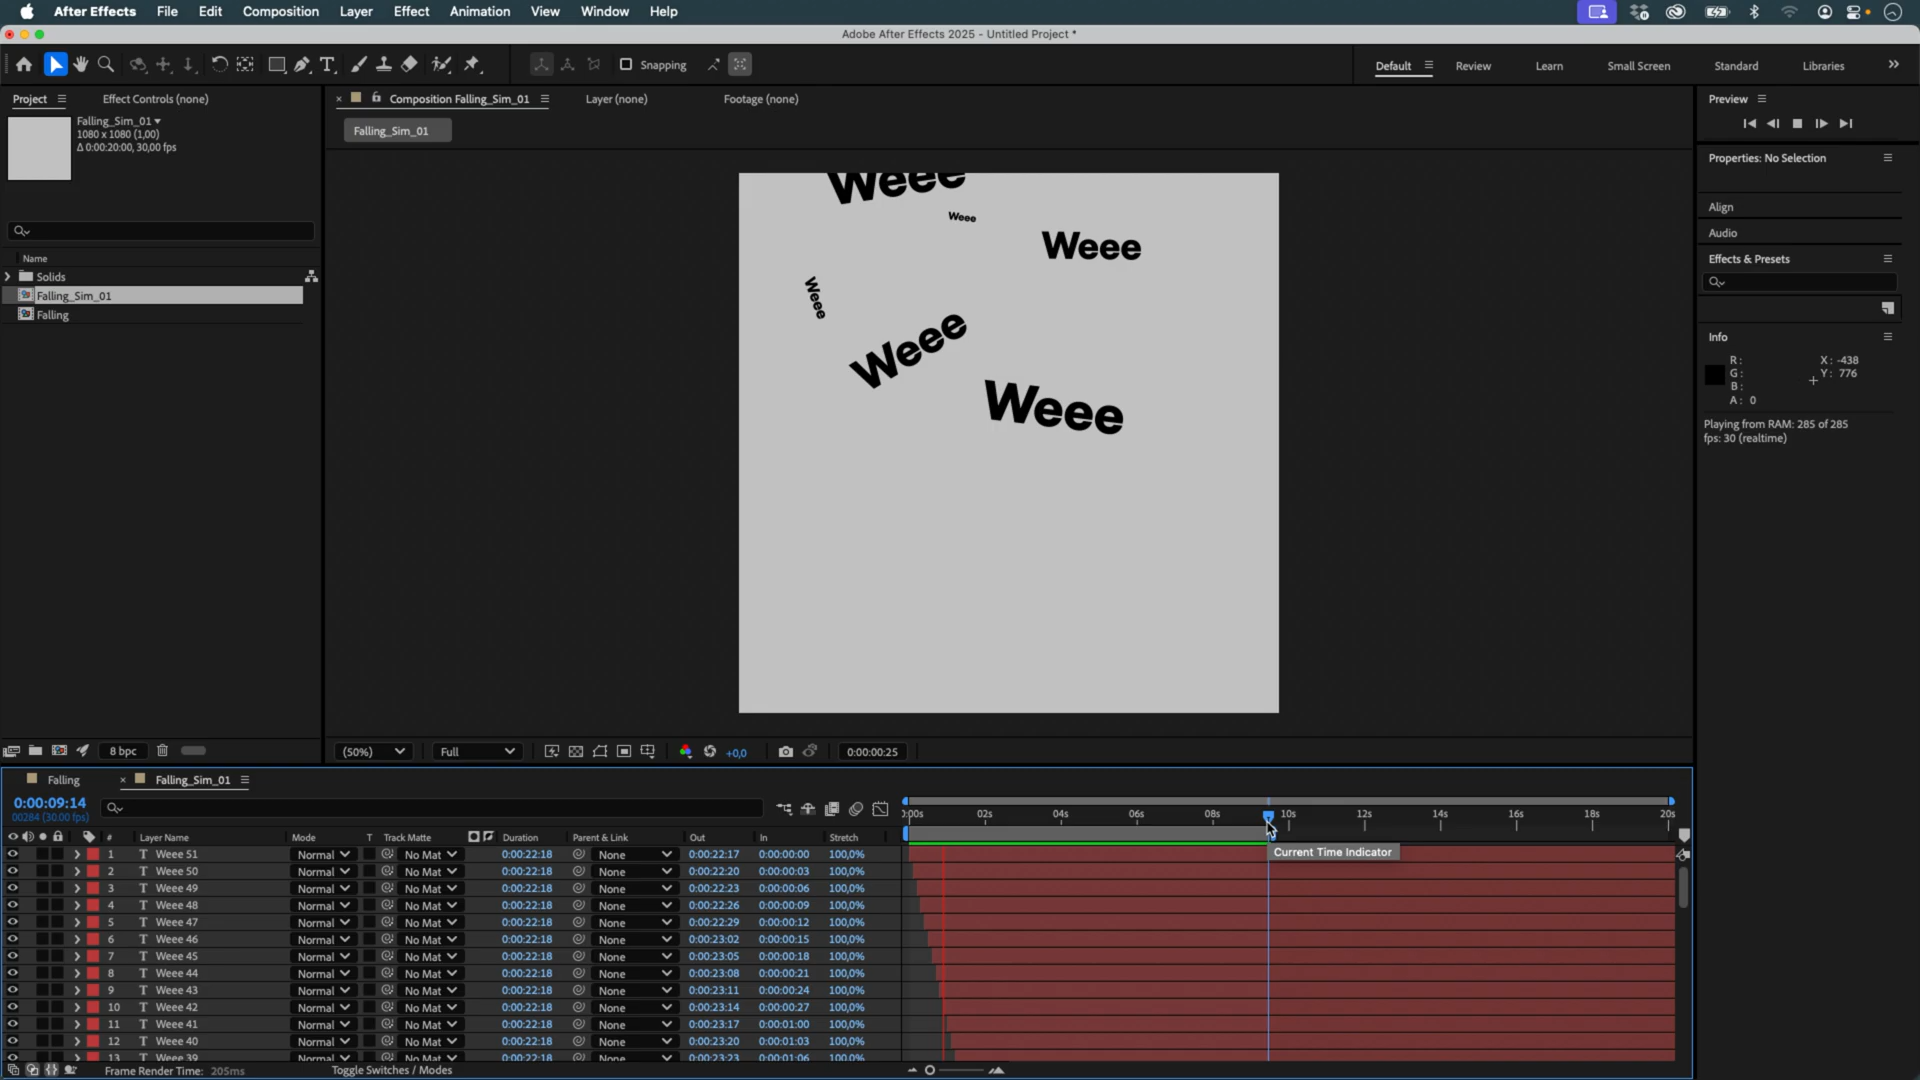 After Effects File Edit Composition Layer Effect Animation View Window Help
Adobe After Effects 2025 - Untitled Project *
Snapping
Default Review Learn Small Screen Standard Libraries
Project Effect Controls (none)
Falling_Sim_01
1080 x 1080 (1,00)
Δ 0:00:20:00, 30,00 fps
Name
Solids
Falling_Sim_01
Falling
Composition Falling_Sim_01 Layer (none) Footage (none)
Falling_Sim_01
Weee
Weee
Weee
Weee
Weee
Weee
Preview
Properties: No Selection
Align
Audio
Effects & Presets
Info
R: X: -438
G: Y: 776
B:
A: 0
Playing from RAM: 285 of 285
fps: 30 (realtime)
8 bpc (50%) Full +0,0 0:00:00:25
Falling Falling_Sim_01
0:00:09:14
00284 (30.00 fps)
:00s 02s 04s 06s 08s 10s 12s 14s 16s 18s 20s
# Layer Name Mode T Track Matte Duration Parent & Link Out In Stretch
1 T Weee 51 Normal No Mat 0:00:22:18 None 0:00:22:17 0:00:00:00 100,0%
Current Time Indicator
2 T Weee 50 Normal No Mat 0:00:22:18 None 0:00:22:20 0:00:00:03 100,0%
3 T Weee 49 Normal No Mat 0:00:22:18 None 0:00:22:23 0:00:00:06 100,0%
4 T Weee 48 Normal No Mat 0:00:22:18 None 0:00:22:26 0:00:00:09 100,0%
5 T Weee 47 Normal No Mat 0:00:22:18 None 0:00:22:29 0:00:00:12 100,0%
6 T Weee 46 Normal No Mat 0:00:22:18 None 0:00:23:02 0:00:00:15 100,0%
7 T Weee 45 Normal No Mat 0:00:22:18 None 0:00:23:05 0:00:00:18 100,0%
8 T Weee 44 Normal No Mat 0:00:22:18 None 0:00:23:08 0:00:00:21 100,0%
9 T Weee 43 Normal No Mat 0:00:22:18 None 0:00:23:11 0:00:00:24 100,0%
10 T Weee 42 Normal No Mat 0:00:22:18 None 0:00:23:14 0:00:00:27 100,0%
11 T Weee 41 Normal No Mat 0:00:22:18 None 0:00:23:17 0:00:01:00 100,0%
12 T Weee 40 Normal No Mat 0:00:22:18 None 0:00:23:20 0:00:01:03 100,0%
13 T Weee 39 Normal No Mat 0:00:22:18 None 0:00:23:23 0:00:01:06 100,0%
Frame Render Time: 205ms Toggle Switches / Modes